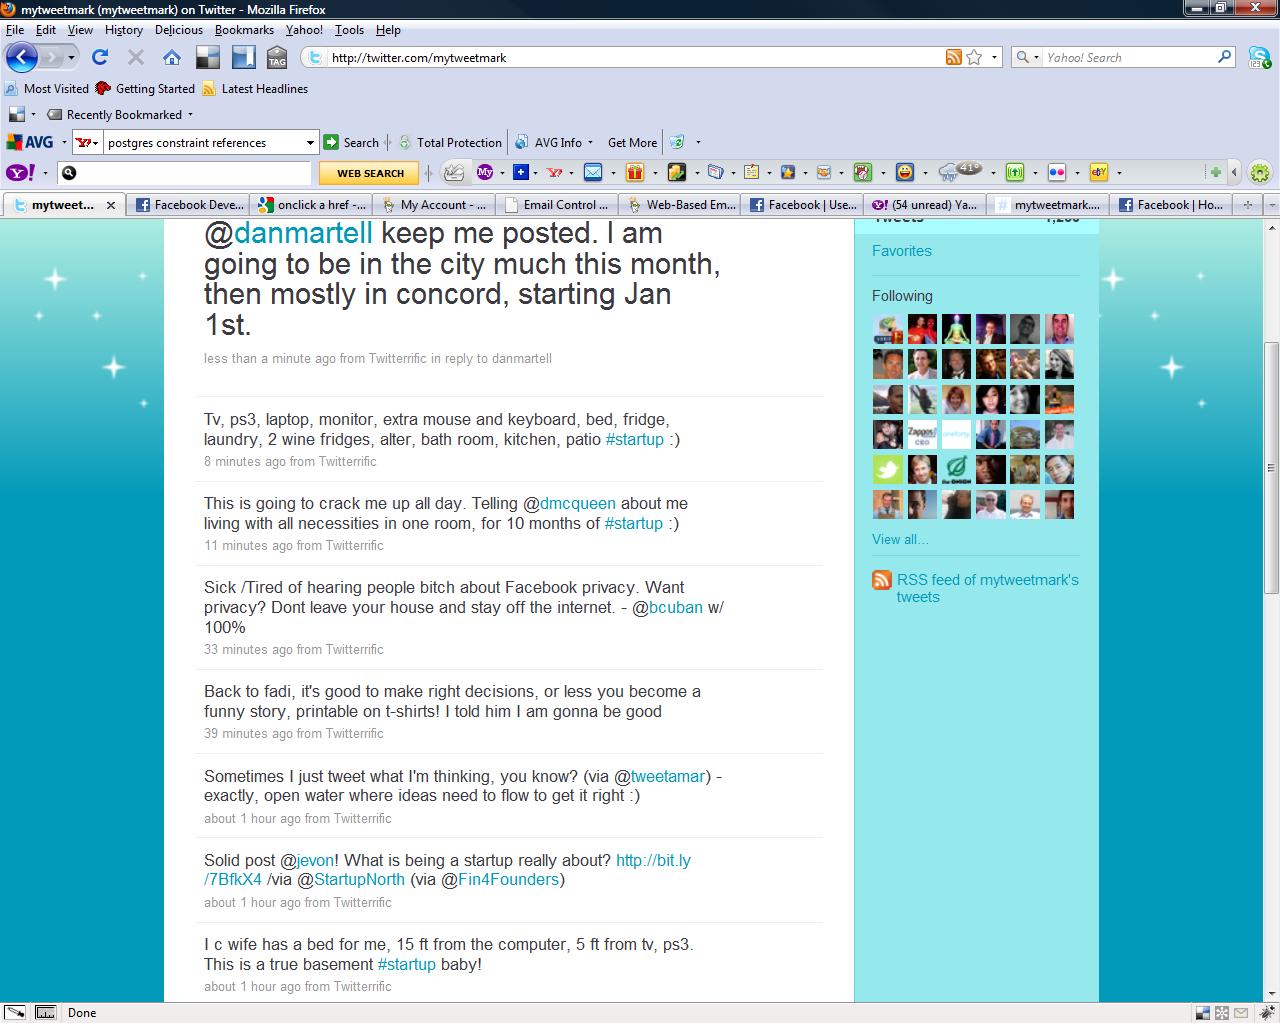 mytweetmark (mytweetmark) on Twitter - Mozilla Firefox
File Edit View History Delicious Bookmarks Yahoo! Tools Help
TAG http://twitter.com/mytweetmark Yahoo! Search
Most Visited Getting Started Latest Headlines
Recently Bookmarked
AVG postgres constraint references Search Total Protection AVG Info Get More
Y! WEB SEARCH My 41° eBY
mytweet... Facebook Deve... onclick a href -... My Account - ... Email Control ... Web-Based Em... Facebook | Use... (54 unread) Ya... mytweetmark.... Facebook | Ho...
@danmartell keep me posted. I am
going to be in the city much this month,
then mostly in concord, starting Jan
1st.
less than a minute ago from Twitterrific in reply to danmartell
Tv, ps3, laptop, monitor, extra mouse and keyboard, bed, fridge,
laundry, 2 wine fridges, alter, bath room, kitchen, patio #startup :)
8 minutes ago from Twitterrific
This is going to crack me up all day. Telling @dmcqueen about me
living with all necessities in one room, for 10 months of #startup :)
11 minutes ago from Twitterrific
Sick /Tired of hearing people bitch about Facebook privacy. Want
privacy? Dont leave your house and stay off the internet. - @bcuban w/
100%
33 minutes ago from Twitterrific
Back to fadi, it's good to make right decisions, or less you become a
funny story, printable on t-shirts! I told him I am gonna be good
39 minutes ago from Twitterrific
Sometimes I just tweet what I'm thinking, you know? (via @tweetamar) -
exactly, open water where ideas need to flow to get it right :)
about 1 hour ago from Twitterrific
Solid post @jevon! What is being a startup really about? http://bit.ly
/7BfkX4 /via @StartupNorth (via @Fin4Founders)
about 1 hour ago from Twitterrific
I c wife has a bed for me, 15 ft from the computer, 5 ft from tv, ps3.
This is a true basement #startup baby!
about 1 hour ago from Twitterrific
Tweets
Favorites
Following
Zappos
CEO
the ONION
View all...
RSS feed of mytweetmark's
tweets
Done